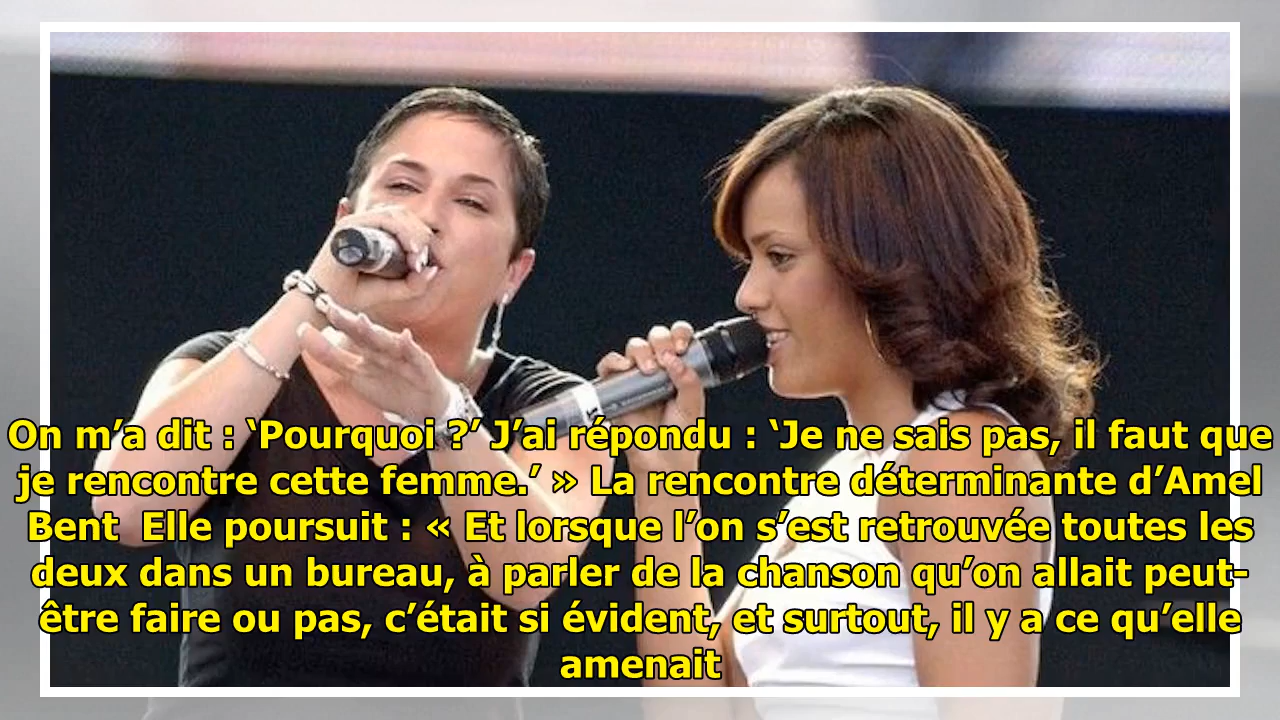 On m’a dit : ‘Pourquoi ?’ J’ai répondu : ‘Je ne sais pas, il faut que
je rencontre cette femme.’ » La rencontre déterminante d’Amel
Bent  Elle poursuit : « Et lorsque l’on s’est retrouvée toutes les
deux dans un bureau, à parler de la chanson qu’on allait peut-
être faire ou pas, c’était si évident, et surtout, il y a ce qu’elle
amenait